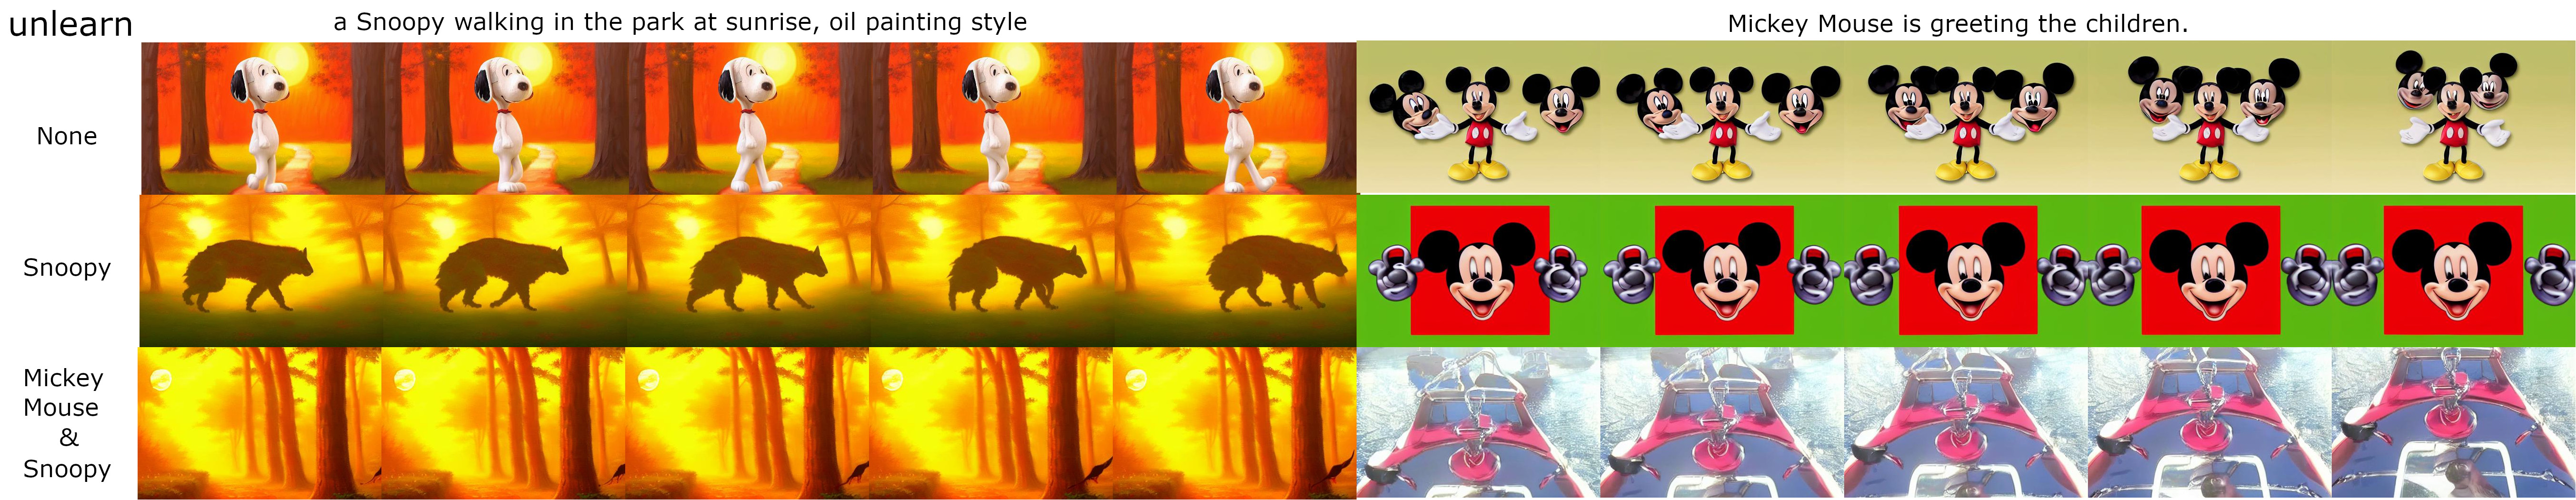 unlearn
a Snoopy walking in the park at sunrise, oil painting style
Mickey Mouse is greeting the children.
None
Snoopy
Mickey
Mouse
&
Snoopy